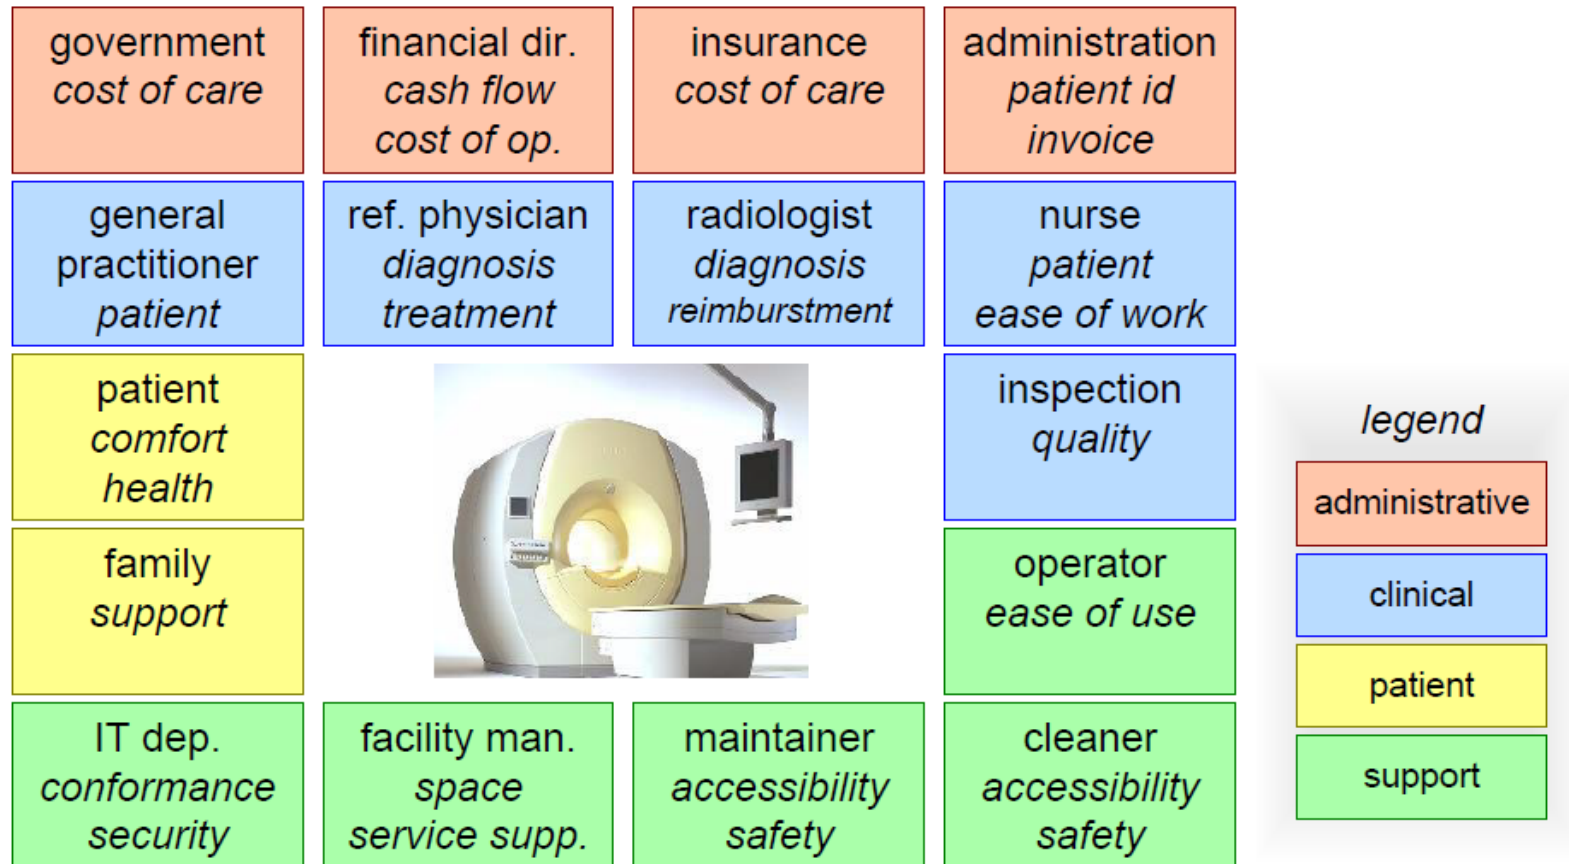 government
cost of care
financial dir.
cash flow
cost of op.
insurance
cost of care
administration
patient id
invoice
general
practitioner
patient
ref. physician
diagnosis
treatment
radiologist
diagnosis
reimburstment
nurse
patient
ease of work
patient
comfort
health
inspection
quality
family
support
operator
ease of use
IT dep.
conformance
security
facility man.
space
service supp.
maintainer
accessibility
safety
cleaner
accessibility
safety
legend
administrative
clinical
patient
support